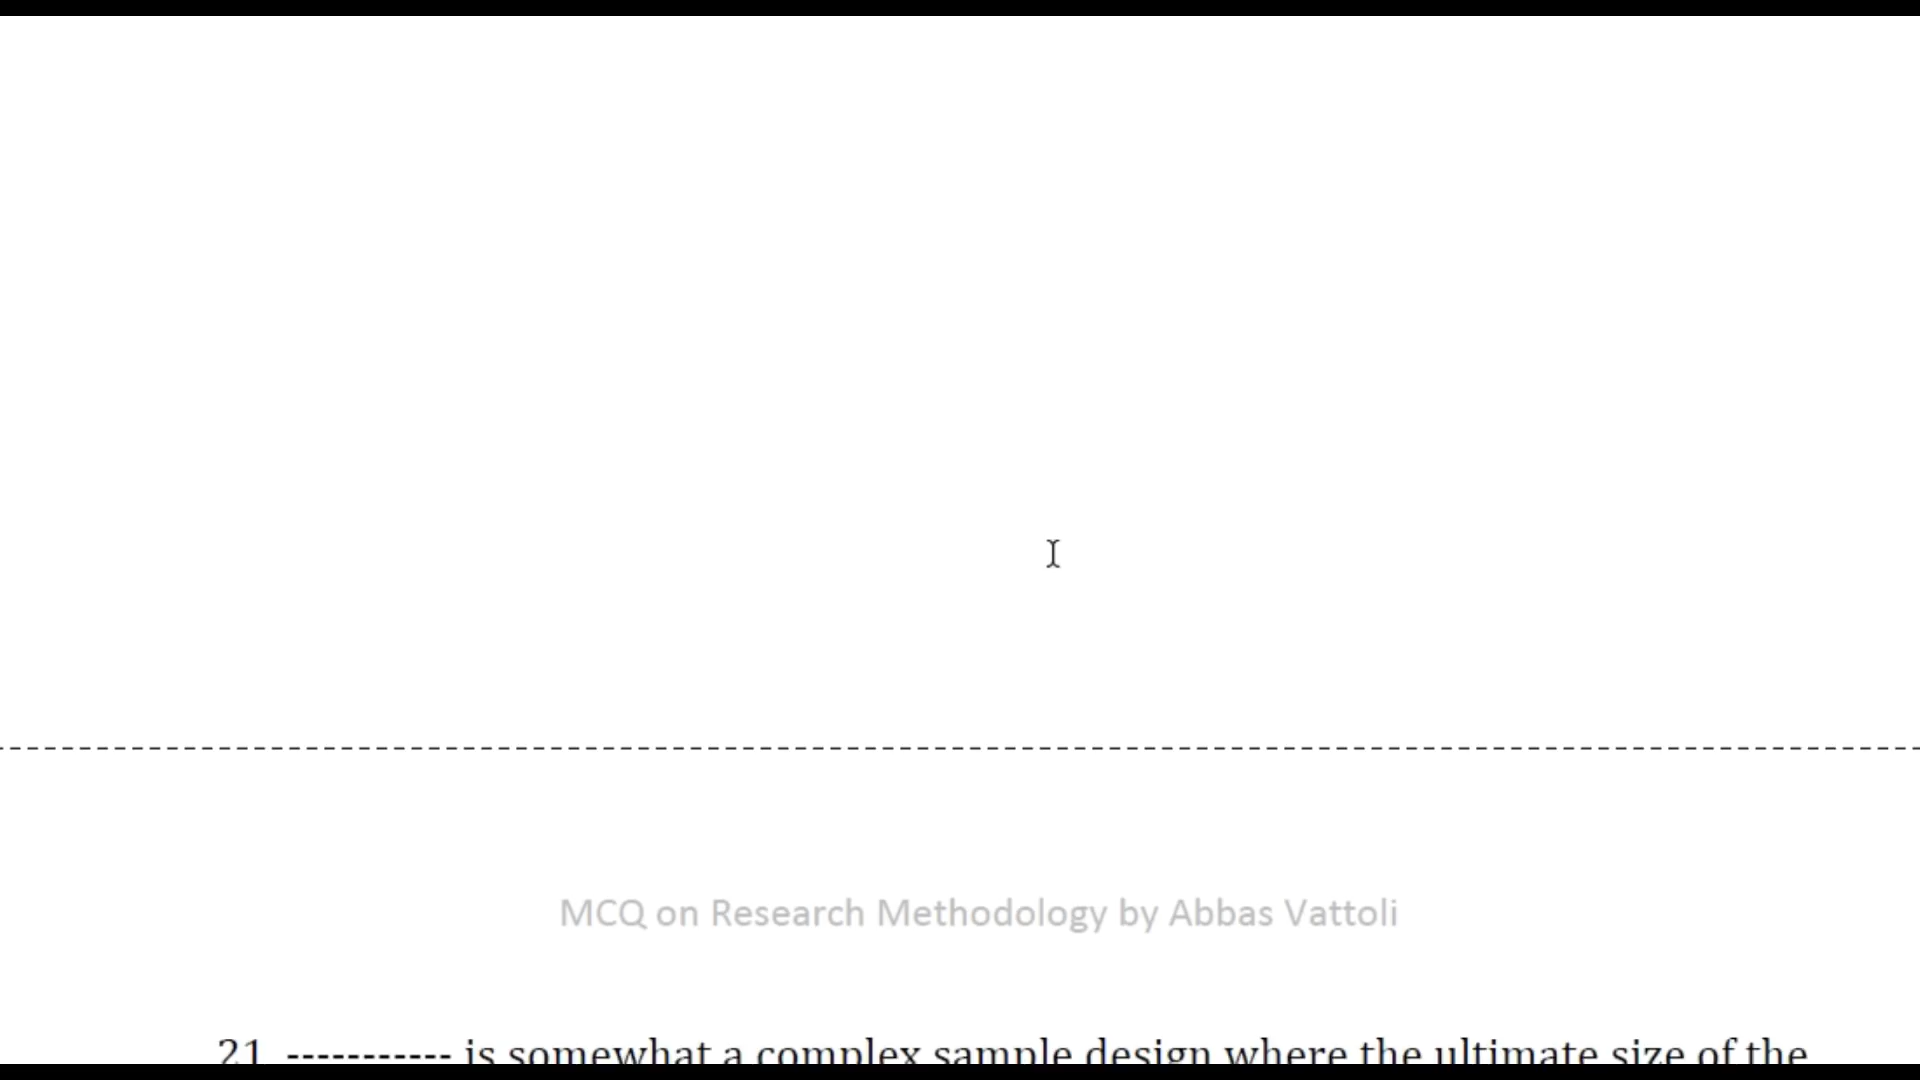 MCQ on Research Methodology by Abbas Vattoli
21 ----------- is somewhat a complex sample design where the ultimate size of the